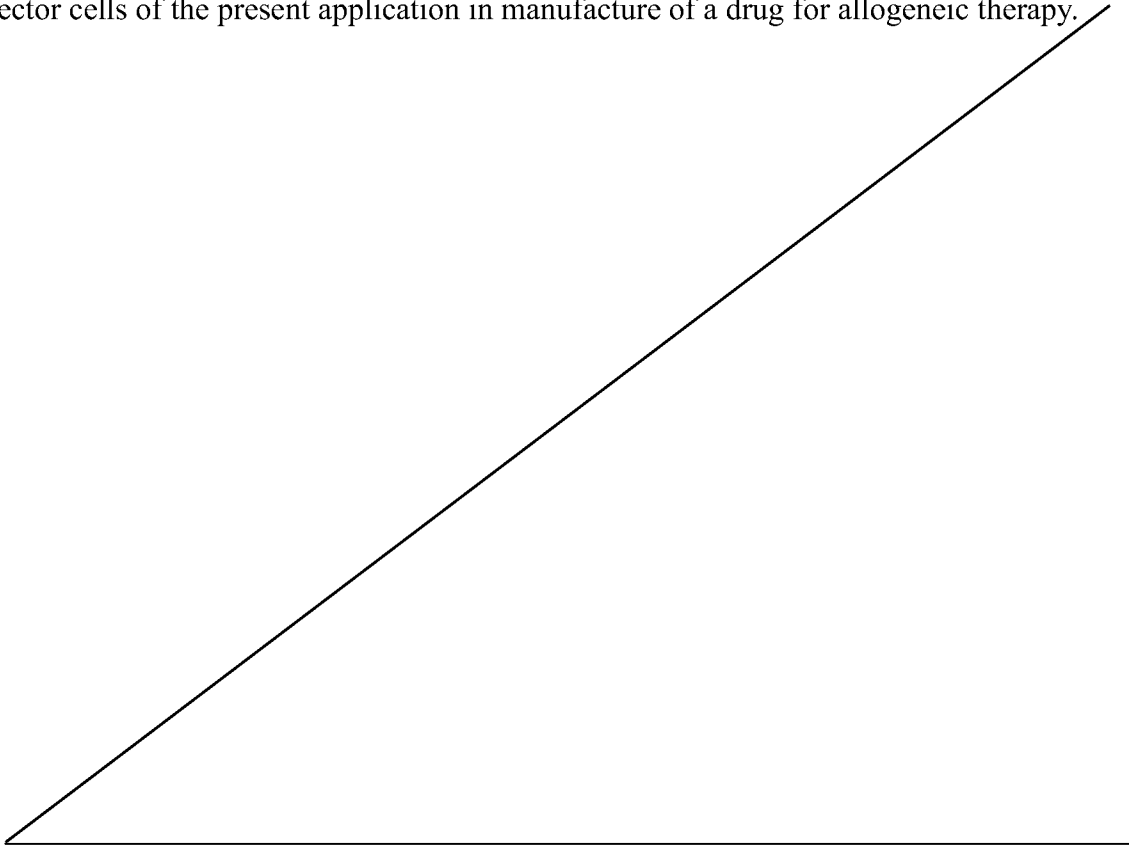 ector cells of the present application in manufacture of a drug for allogeneic therapy.